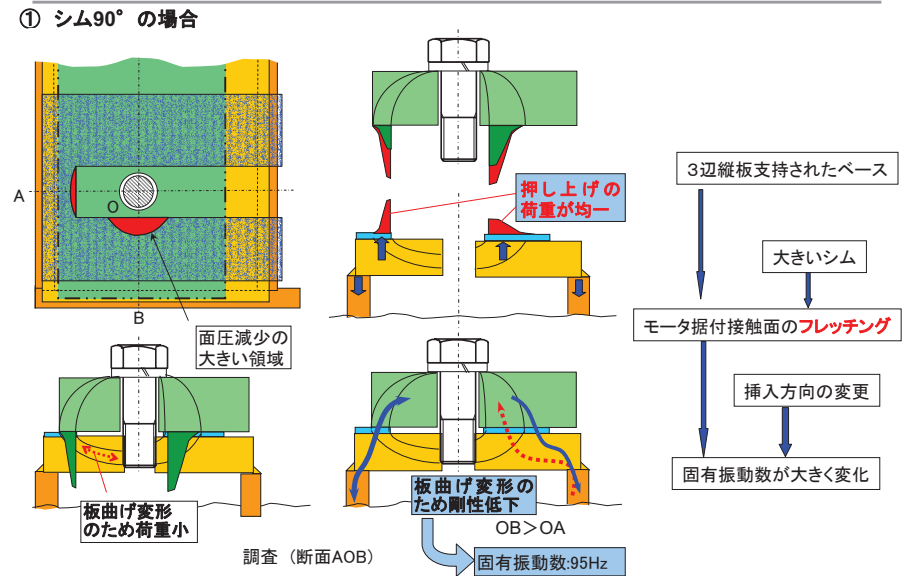 ① シム90°の場合
A
O
B
面圧減少の
大きい領域
押し上げの
荷重が均一
板曲げ変形
のため荷重小
板曲げ変形の
ため剛性低下
OB>OA
調査（断面AOB）
固有振動数:95Hz
3辺縦板支持されたベース
大きいシム
モータ据付接触面のフレッチング
挿入方向の変更
固有振動数が大きく変化